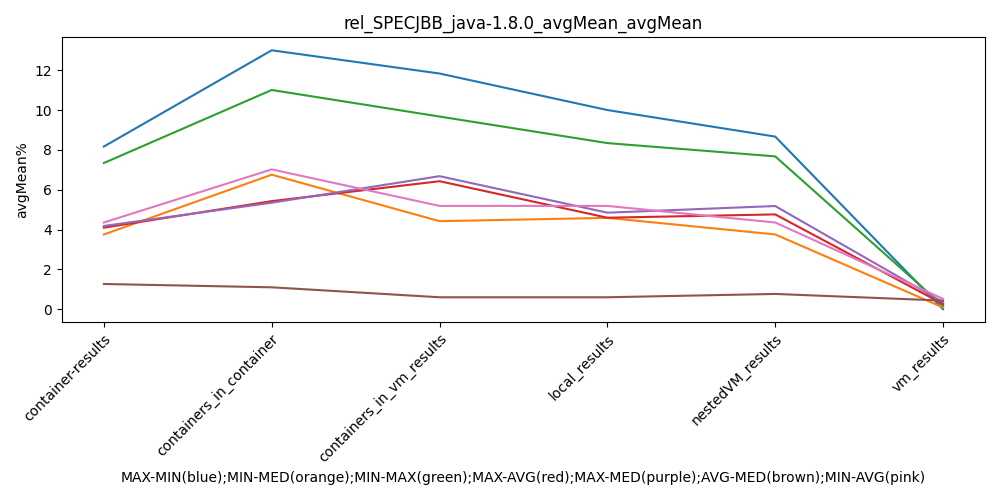 rel_SPECJBB_java-1.8.0_avgMean_avgMean
12
10
8
6
4
2
0
avgMean%
container-results
containers_in_container
containers_in_vm_results
local_results
nestedVM_results
vm_results
MAX-MIN(blue);MIN-MED(orange);MIN-MAX(green);MAX-AVG(red);MAX-MED(purple);AVG-MED(brown);MIN-AVG(pink)